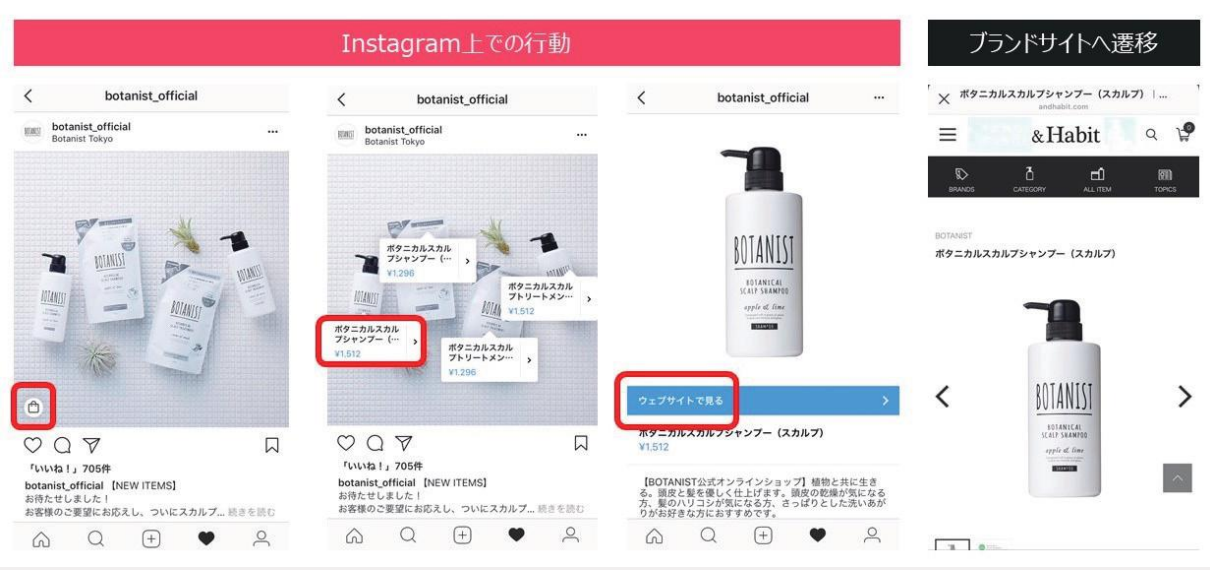 Instagram上での行動
ブランドサイトへ遷移
botanist_official
botanist_official
Botanist Tokyo
BOTANIST
BOTANIST
BOTANIST
BOTANIST
「いいね！」705件
botanist_official 【NEW ITEMS】
お待たせしました！
お客様のご要望にお応えし、ついにスカルプ... 続きを読む
botanist_official
botanist_official
Botanist Tokyo
ボタニカルスカル
プシャンプー（…
¥1,296
ボタニカルスカル
プトリートメン…
¥1,512
ボタニカルスカル
プシャンプー（…
¥1,512
ボタニカルスカル
プトリートメン…
¥1,296
「いいね！」705件
botanist_official 【NEW ITEMS】
お待たせしました！
お客様のご要望にお応えし、ついにスカルプ... 続きを読む
botanist_official
BOTANIST
BOTANICAL
SCALP SHAMPOO
apple & lime
ウェブサイトで見る
ボタニカルスカルプシャンプー（スカルプ）
¥1,512
【BOTANIST公式オンラインショップ】植物と共に生き
る。頭皮と髪を優しく仕上げます。頭皮の乾燥が気になる
方、髪のハリコシが気になる方、さっぱりとした洗いあが
りがお好きな方におすすめです。
ボタニカルスカルプシャンプー（スカルプ） | ...
andhabit.com
&Habit
0
BRANDS
CATEGORY
ALL ITEM
TOPICS
BOTANIST
ボタニカルスカルプシャンプー（スカルプ）
BOTANIST
BOTANICAL
SCALP SHAMPOO
apple & lime